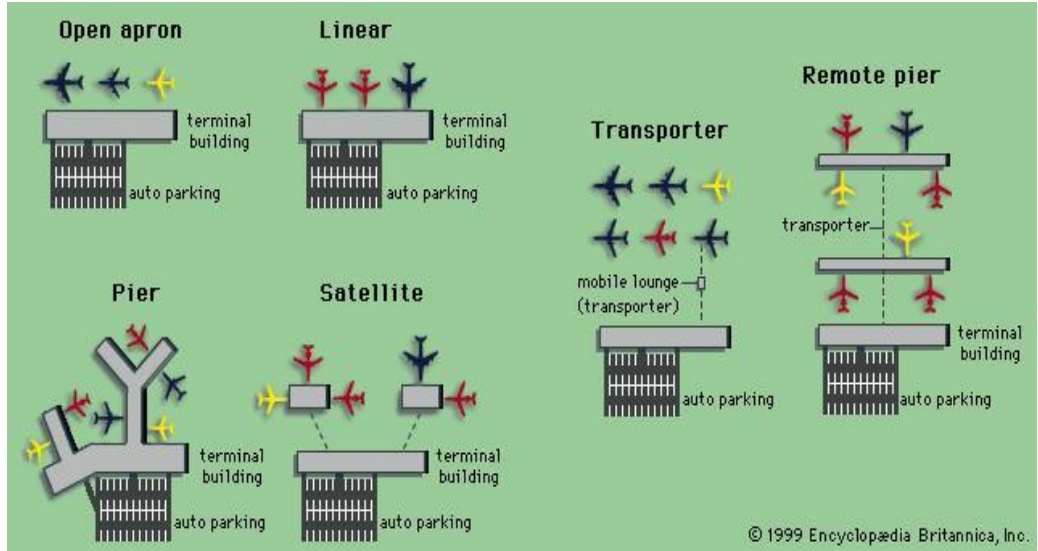 Open apron
terminal
building
auto parking
Linear
terminal
building
auto parking
Transporter
mobile lounge
(transporter)
auto parking
Remote pier
transporter
terminal
building
auto parking
Pier
terminal
building
auto parking
Satellite
terminal
building
auto parking
© 1999 Encyclopædia Britannica, Inc.